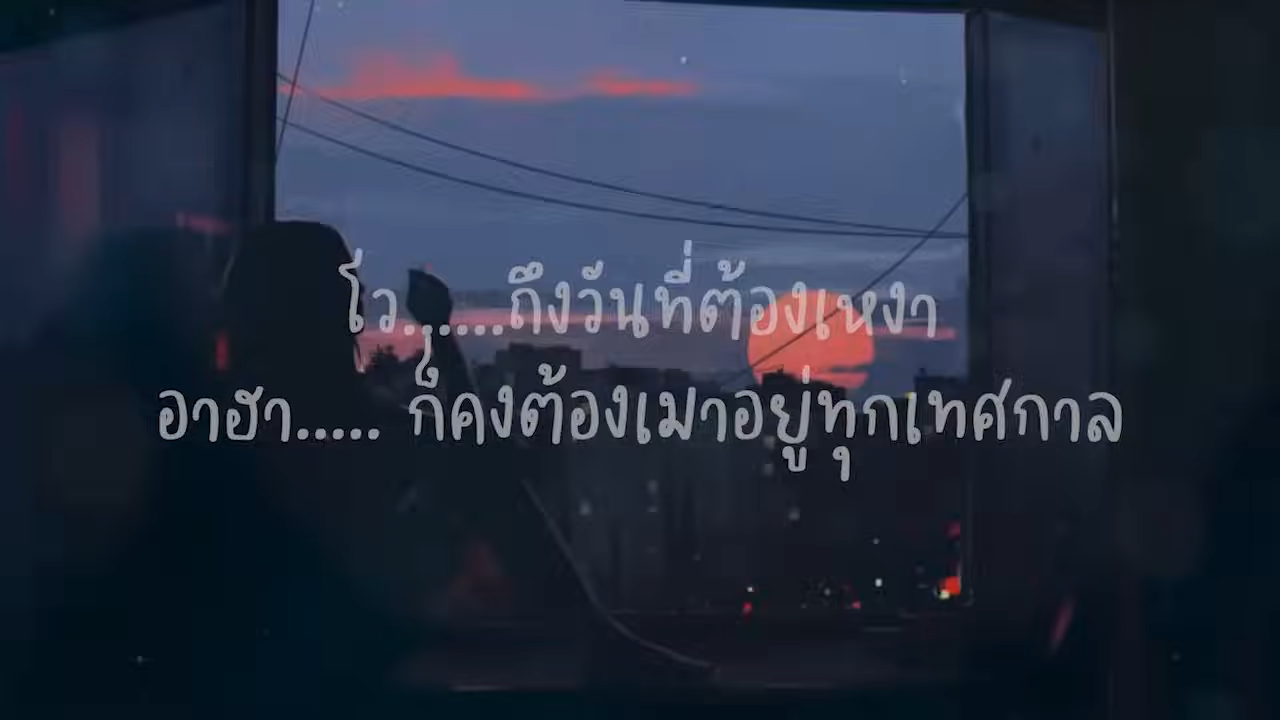 โว.......ถึงวันที่ต้องเหงา
อาฮา..... ก็คงต้องเมาอยู่ทุกเทศกาล